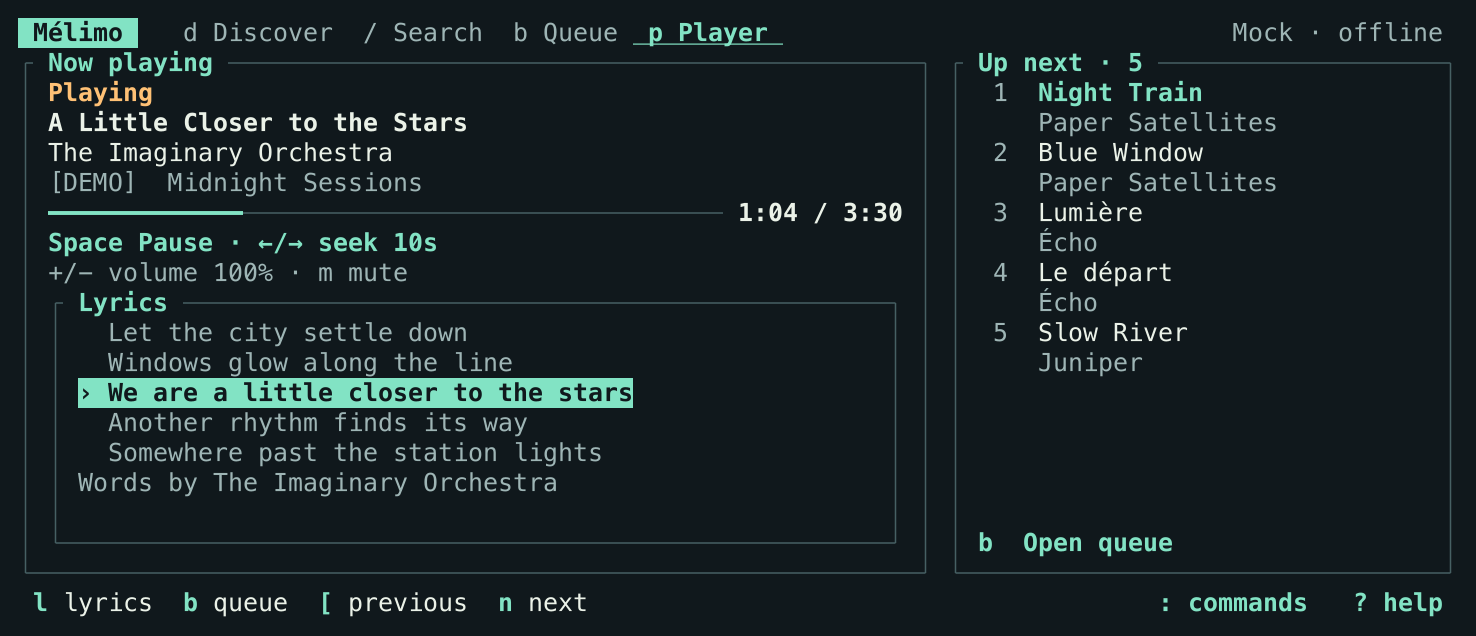 Mélimo d Discover / Search b Queue p Player Mock · offline
Now playing
Playing
A Little Closer to the Stars
The Imaginary Orchestra
[DEMO] Midnight Sessions
1:04 / 3:30
Space Pause · ←/→ seek 10s
+/− volume 100% · m mute
Lyrics
Let the city settle down
Windows glow along the line
› We are a little closer to the stars
Another rhythm finds its way
Somewhere past the station lights
Words by The Imaginary Orchestra
Up next · 5
1 Night Train
Paper Satellites
2 Blue Window
Paper Satellites
3 Lumière
Écho
4 Le départ
Écho
5 Slow River
Juniper
b Open queue
l lyrics b queue [ previous n next : commands ? help